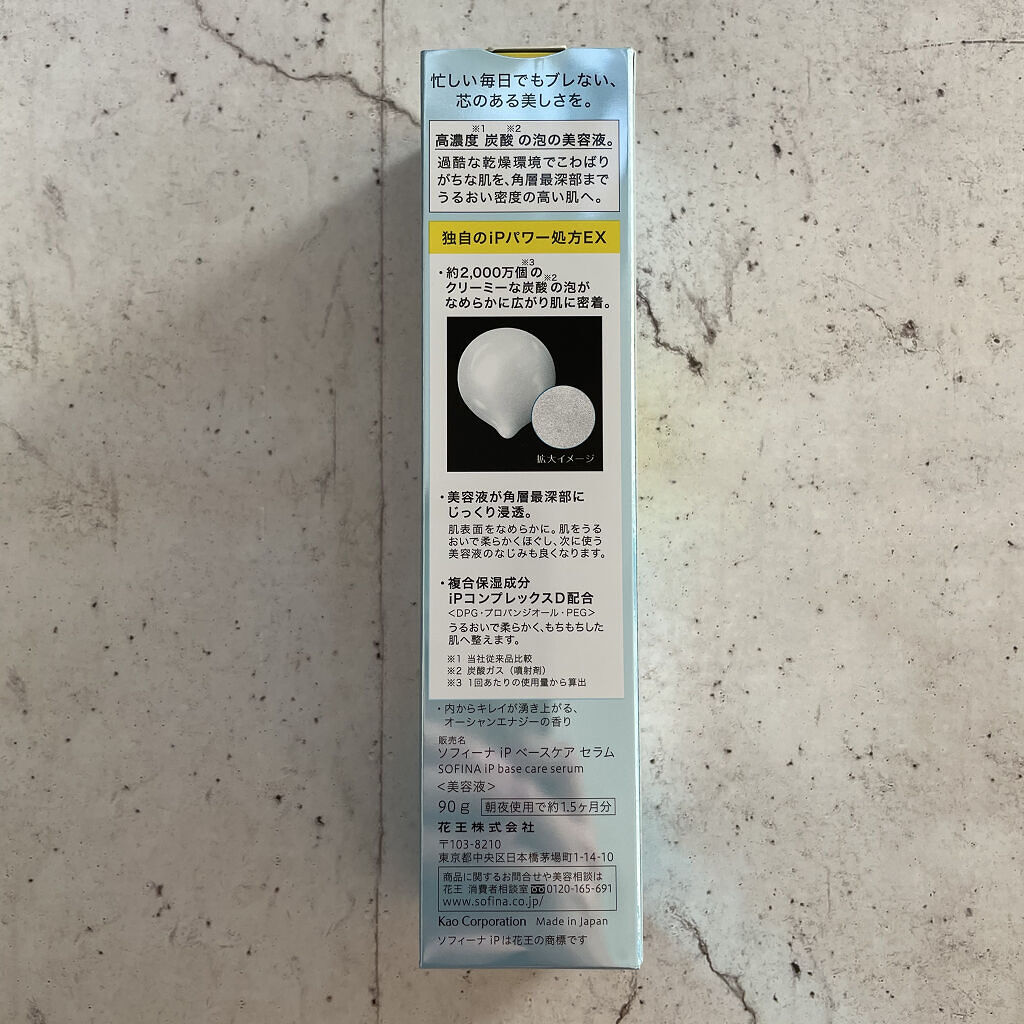 忙しい毎日でもブレない、
芯のある美しさを。
高濃度※1炭酸※2の泡の美容液。
過酷な乾燥環境でこわばり
がちな肌を、角層最深部まで
うるおい密度の高い肌へ。
独自のiPパワー処方EX
・約2,000万個※3の
クリーミーな炭酸※2の泡が
なめらかに広がり肌に密着。
拡大イメージ
・美容液が角層最深部に
じっくり浸透。
肌表面をなめらかに。肌をうる
おいで柔らかくほぐし、次に使う
美容液のなじみも良くなります。
・複合保湿成分
iPコンプレックスD配合
<DPG・プロパンジオール・PEG>
うるおいで柔らかく、もちもちした
肌へ整えます。
※1 当社従来品比較
※2 炭酸ガス（噴射剤）
※3 1回あたりの使用量から算出
・内からキレイが湧き上がる、
オーシャンエナジーの香り
販売名
ソフィーナ iP ベースケア セラム
SOFINA iP base care serum
<美容液>
90g 朝夜使用で約1.5ヶ月分
花王株式会社
〒103-8210
東京都中央区日本橋茅場町1-14-10
商品に関するお問合せや美容相談は
花王 消費者相談室 0120-165-691
www.sofina.co.jp/
Kao Corporation Made in Japan
ソフィーナ iPは花王の商標です